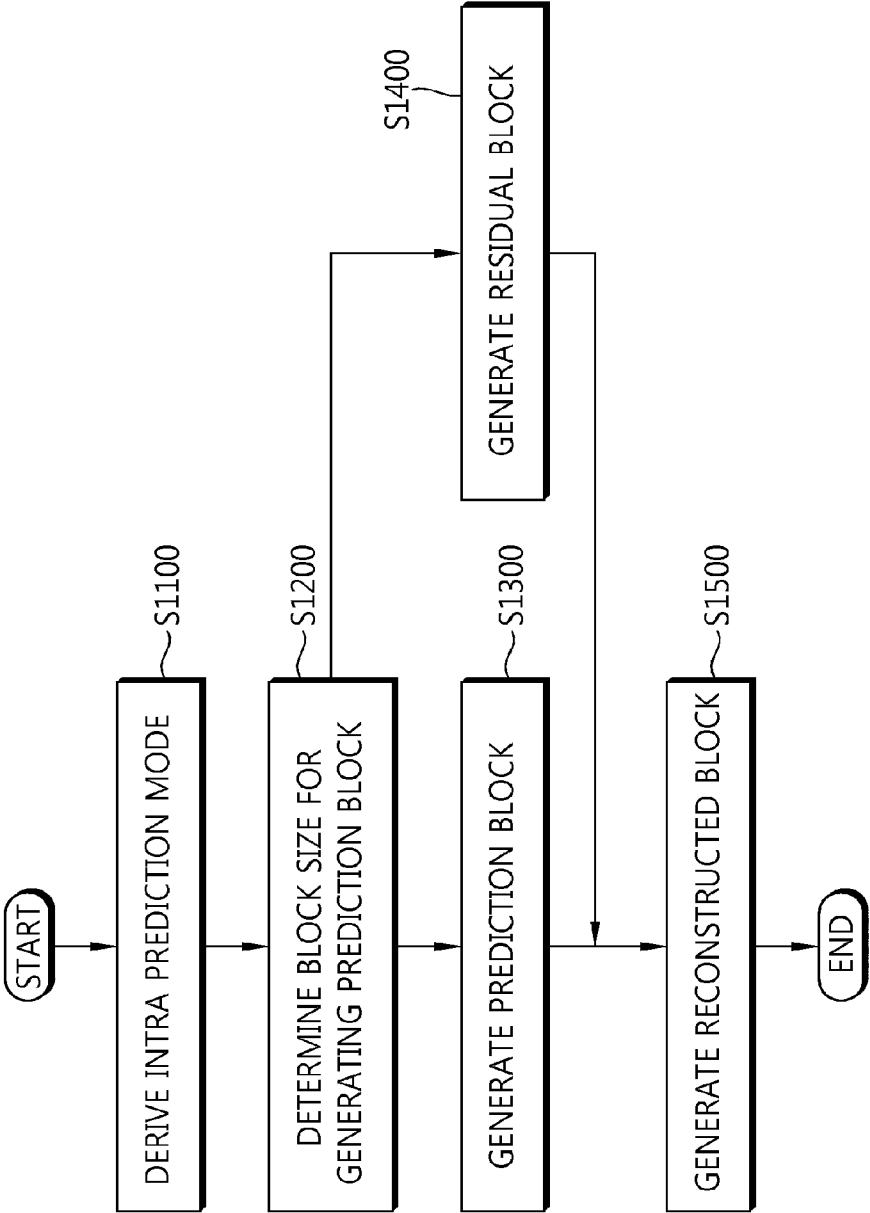 START
DERIVE INTRA PREDICTION MODE
S1100
DETERMINE BLOCK SIZE FOR
GENERATING PREDICTION BLOCK
S1200
GENERATE PREDICTION BLOCK
S1300
GENERATE RESIDUAL BLOCK
S1400
GENERATE RECONSTRUCTED BLOCK
S1500
END